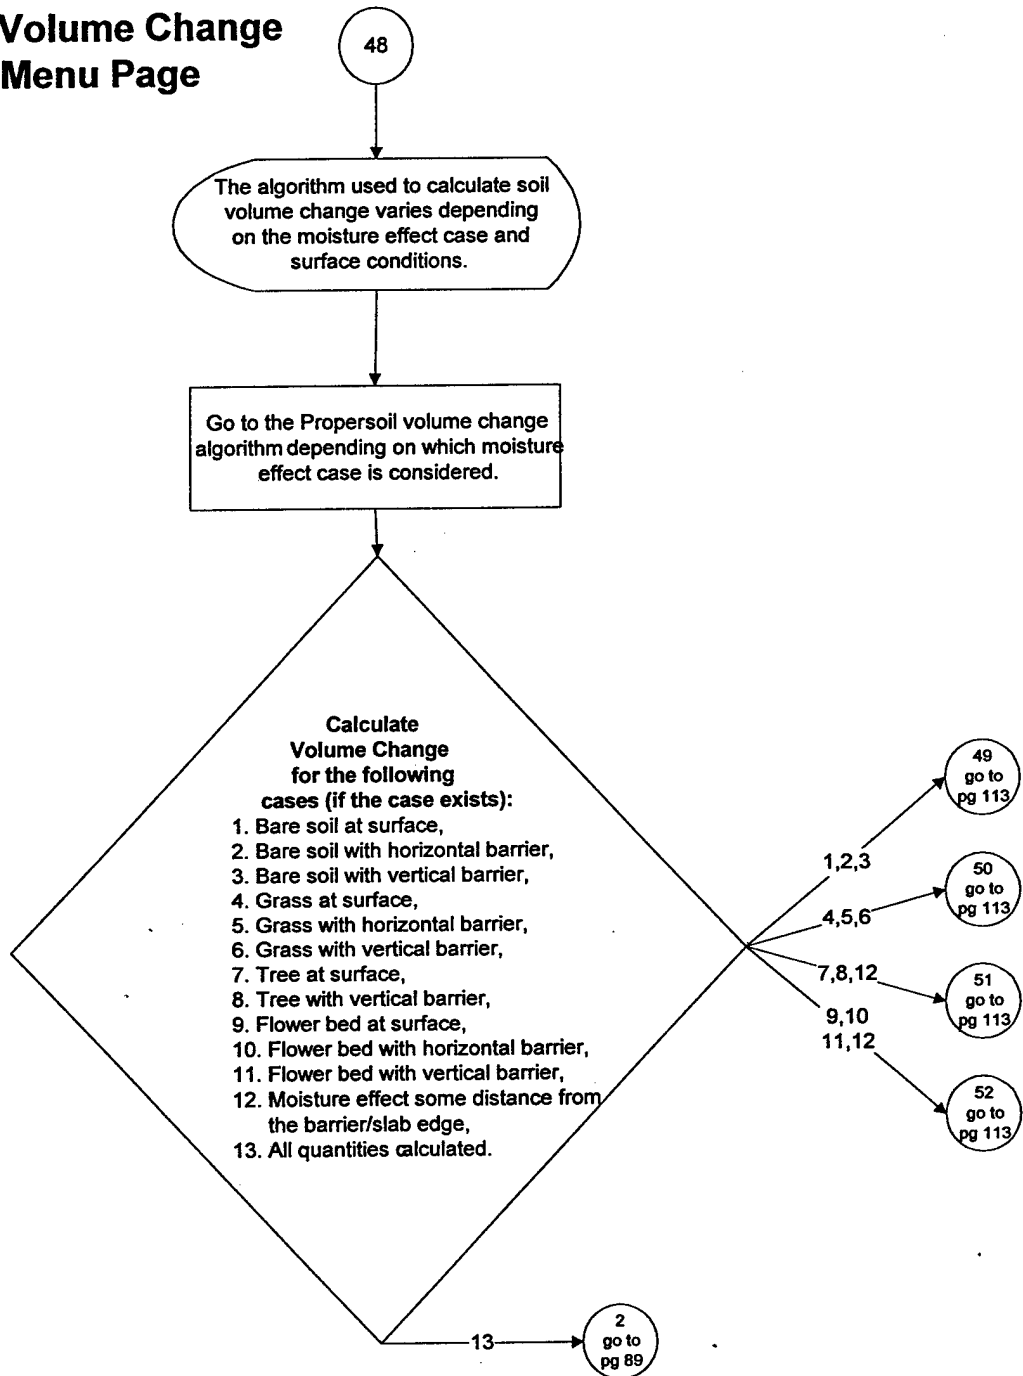 Volume Change
Menu Page
48
The algorithm used to calculate soil
volume change varies depending
on the moisture effect case and
surface conditions.
Go to the Propersoil volume change
algorithm depending on which moisture
effect case is considered.
Calculate
Volume Change
for the following
cases (if the case exists):
1. Bare soil at surface,
2. Bare soil with horizontal barrier,
3. Bare soil with vertical barrier,
4. Grass at surface,
5. Grass with horizontal barrier,
6. Grass with vertical barrier,
7. Tree at surface,
8. Tree with vertical barrier,
9. Flower bed at surface,
10. Flower bed with horizontal barrier,
11. Flower bed with vertical barrier,
12. Moisture effect some distance from
the barrier/slab edge,
13. All quantities calculated.
1,2,3
49
go to
pg 113
4,5,6
50
go to
pg 113
7,8,12
51
go to
pg 113
9,10
11,12
52
go to
pg 113
13
2
go to
pg 89